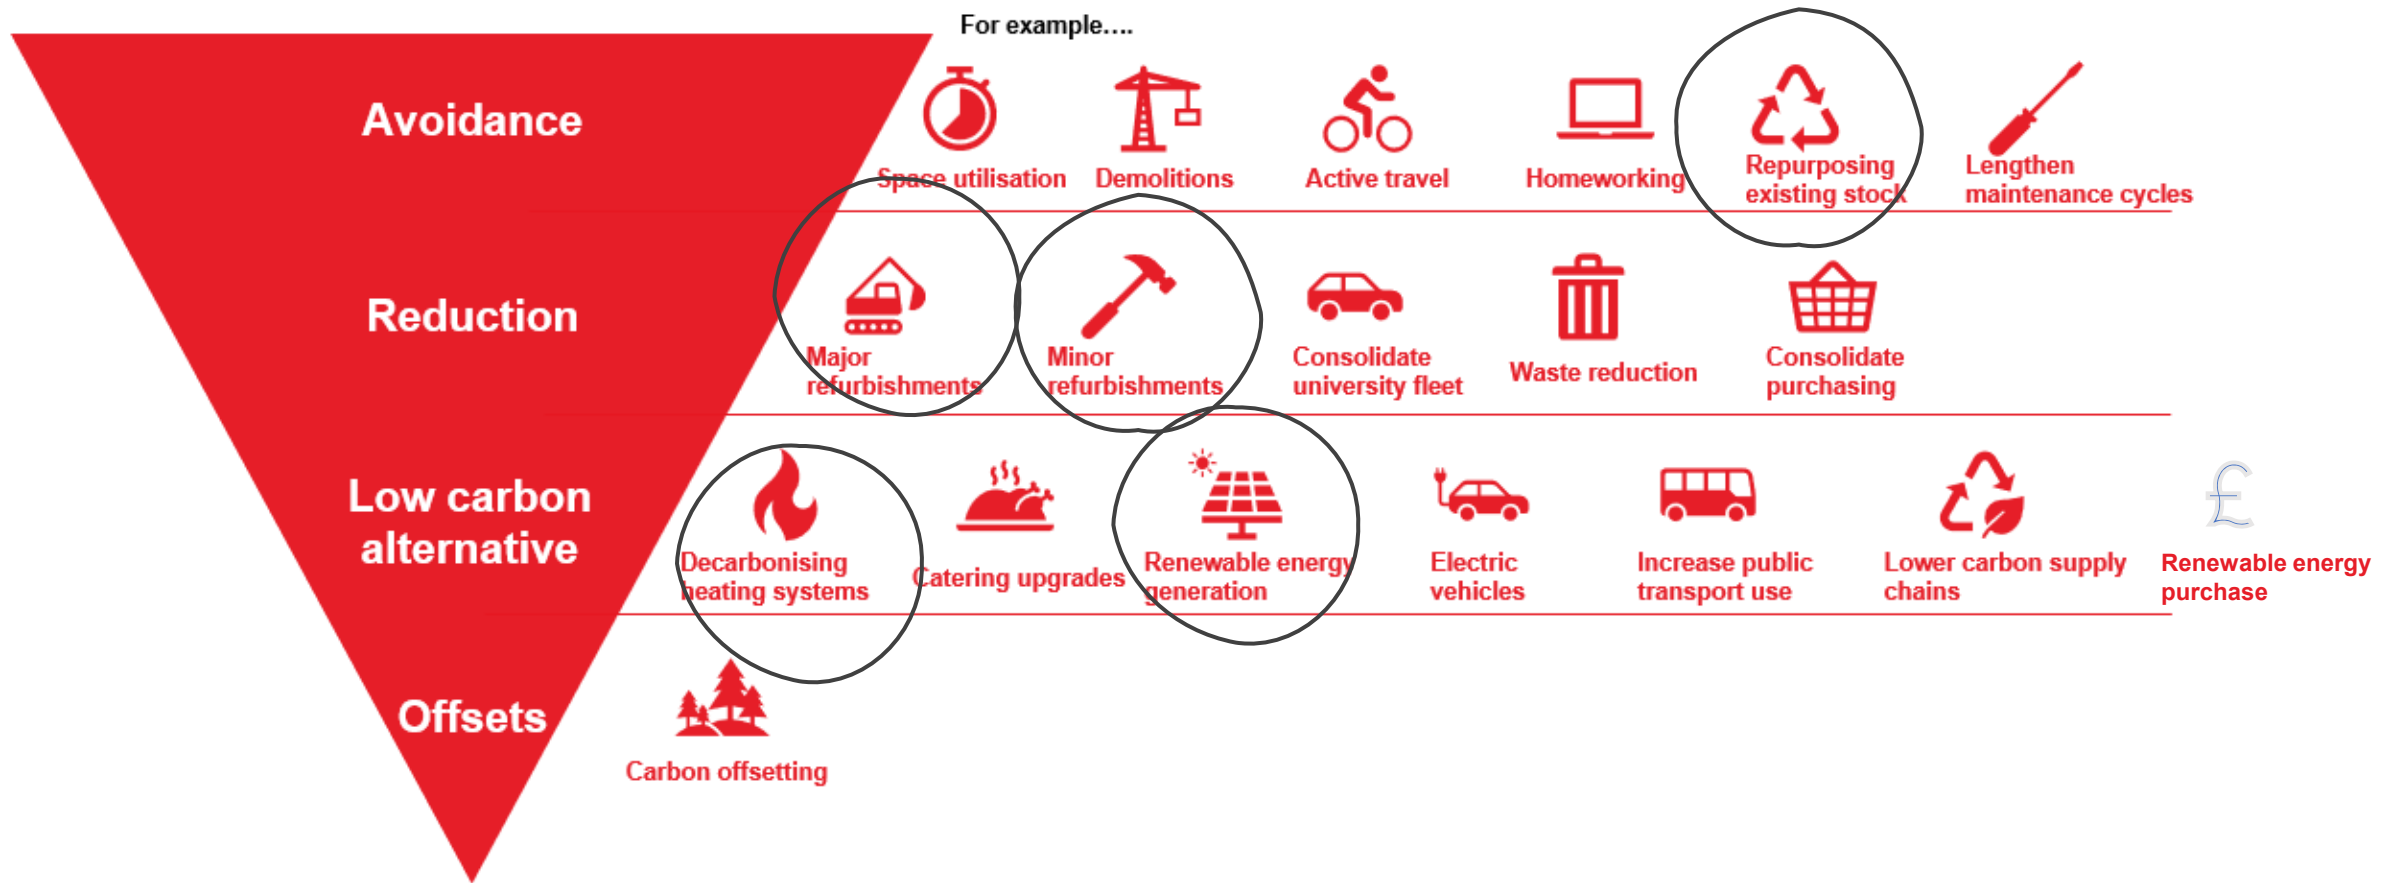 For example....
Avoidance
Space utilisation
Demolitions
Active travel
Homeworking
Repurposing
existing stock
Lengthen
maintenance cycles
Reduction
Major
refurbishments
Minor
refurbishments
Consolidate
university fleet
Waste reduction
Consolidate
purchasing
Low carbon
alternative
Decarbonising
heating systems
Catering upgrades
Renewable energy
generation
Electric
vehicles
Increase public
transport use
Lower carbon supply
chains
£
Renewable energy
purchase
Offsets
Carbon offsetting